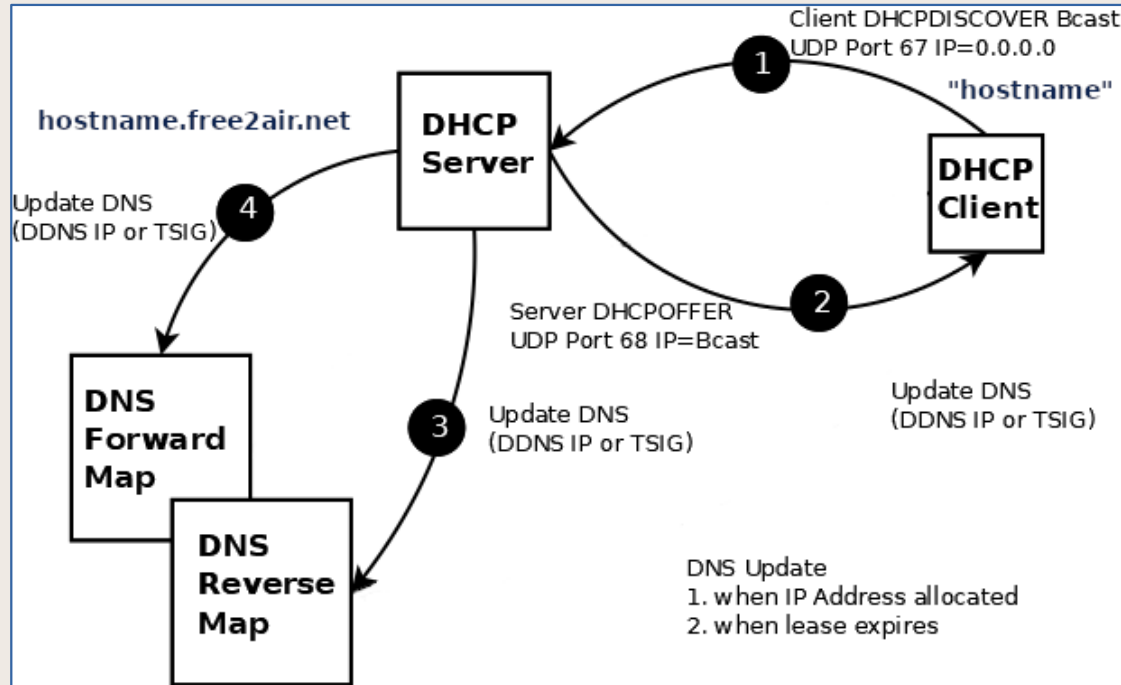 Client DHCPDISCOVER Bcast
UDP Port 67 IP=0.0.0.0
1
"hostname"
hostname.free2air.net
DHCP
Server
DHCP
Client
4
Update DNS
(DDNS IP or TSIG)
2
Server DHCPOFFER
UDP Port 68 IP=Bcast
3
Update DNS
(DDNS IP or TSIG)
Update DNS
(DDNS IP or TSIG)
DNS
Forward
Map
DNS
Reverse
Map
DNS Update
1. when IP Address allocated
2. when lease expires